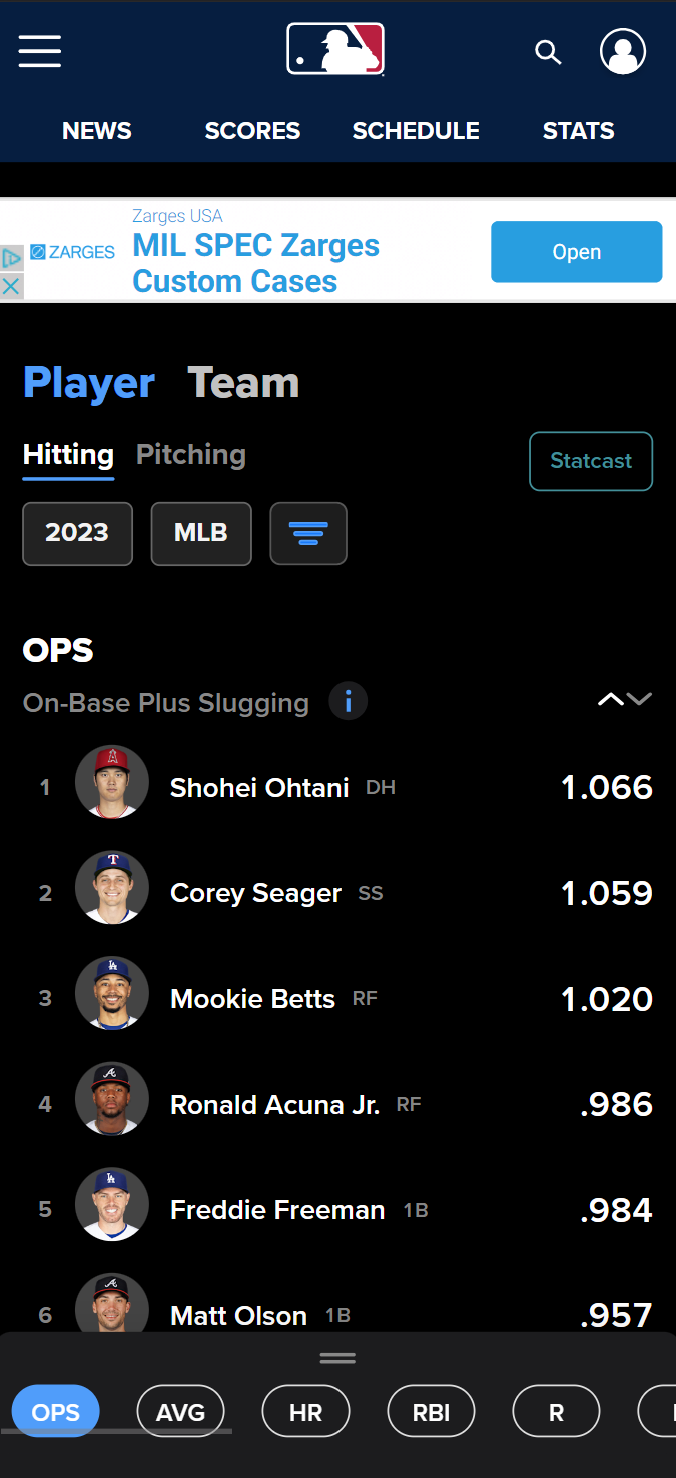 NEWS SCORES SCHEDULE STATS
Zarges USA
ZARGES
MIL SPEC Zarges
Custom Cases
Open
Player Team
Hitting Pitching
Statcast
2023 MLB
OPS
On-Base Plus Slugging i
1 Shohei Ohtani DH 1.066
2 Corey Seager SS 1.059
3 Mookie Betts RF 1.020
4 Ronald Acuna Jr. RF .986
5 Freddie Freeman 1B .984
6 Matt Olson 1B .957
OPS AVG HR RBI R